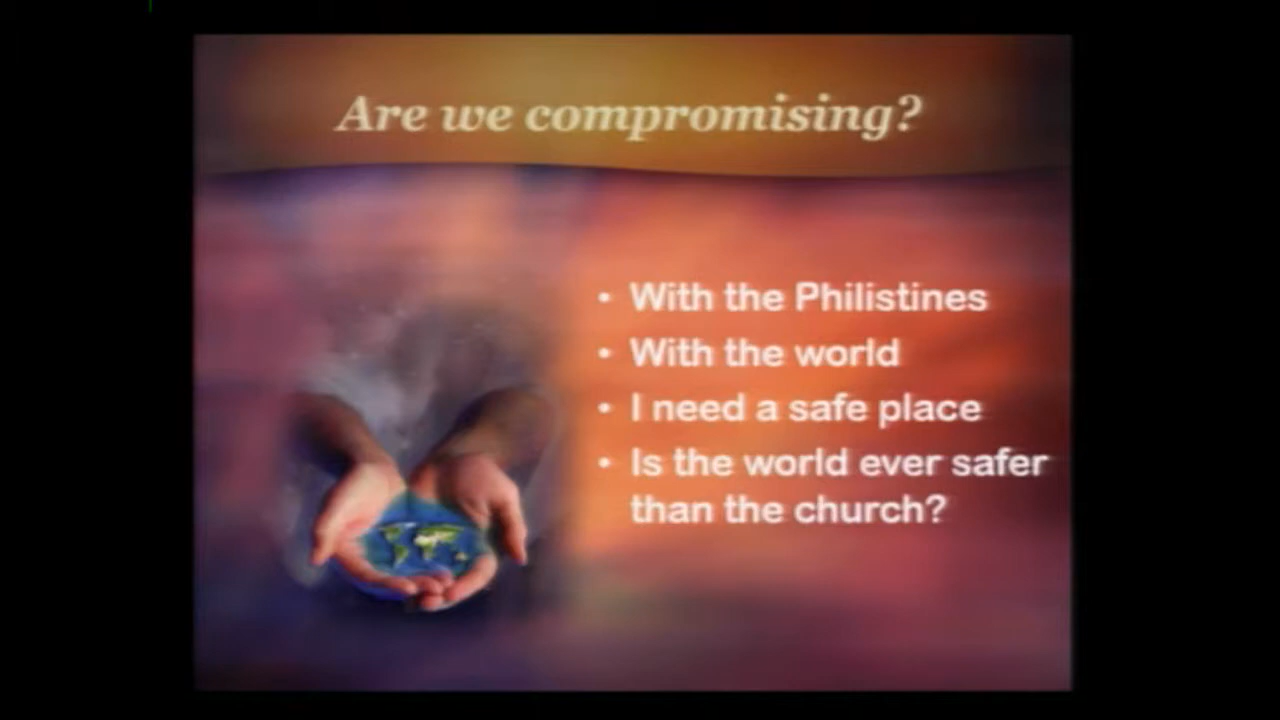 Are we compromising?
• With the Philistines
• With the world
• I need a safe place
• Is the world ever safer
than the church?